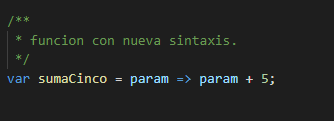 /**
* funcion con nueva sintaxis.
*/
var sumaCinco = param => param + 5;